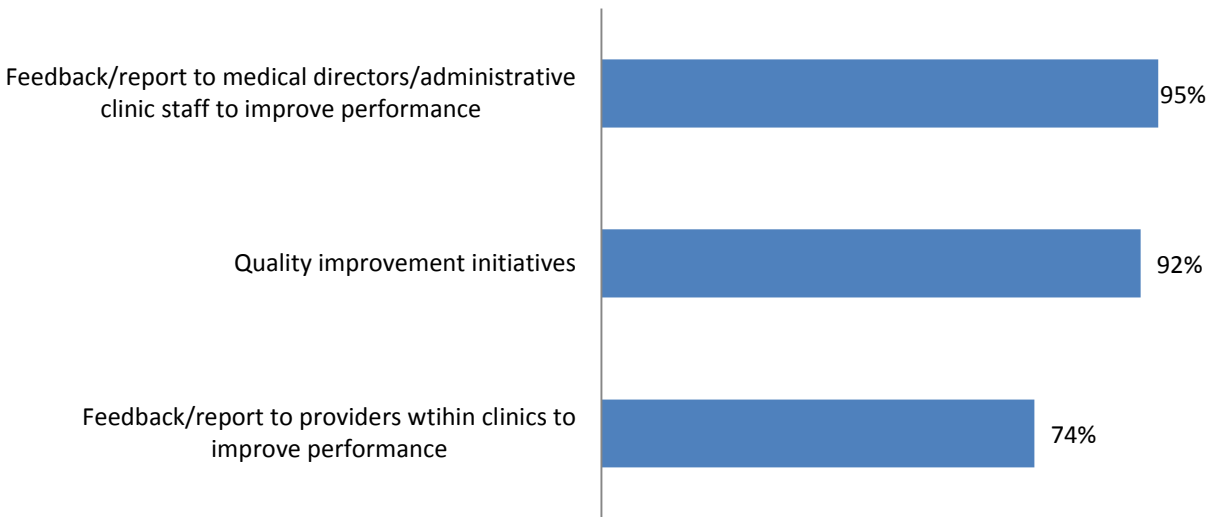 Feedback/report to medical directors/administrative
clinic staff to improve performance
95%
Quality improvement initiatives
92%
Feedback/report to providers wtihin clinics to
improve performance
74%